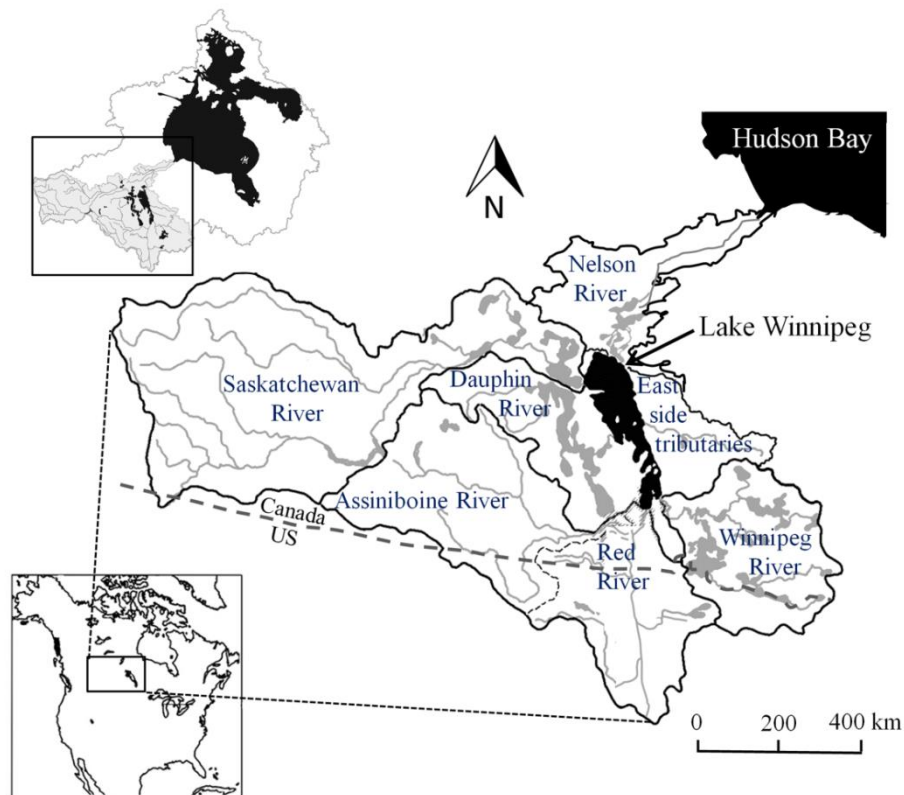 Hudson Bay
N
Nelson
River
Lake Winnipeg
Saskatchewan
River
Dauphin
River
East
side
tributaries
Assiniboine River
Canada
US
Red
River
Winnipeg
River
0 200 400 km